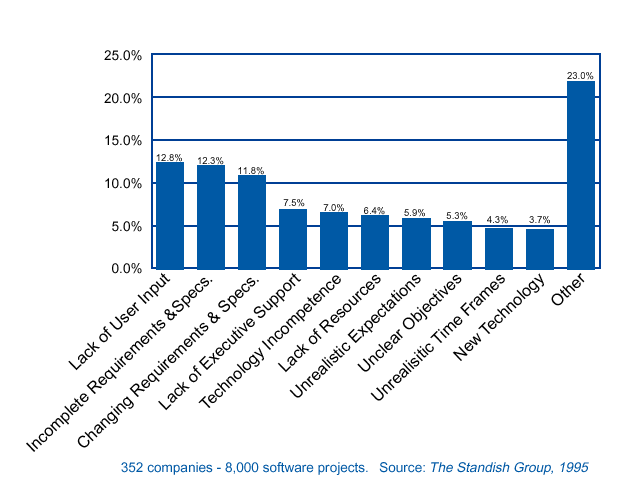 25.0%
20.0%
15.0%
10.0%
5.0%
0.0%
12.8%
12.3%
11.8%
7.5%
7.0%
6.4%
5.9%
5.3%
4.3%
3.7%
23.0%
Lack of User Input
Incomplete Requirements &Specs.
Changing Requirements & Specs.
Lack of Executive Support
Technology Incompetence
Lack of Resources
Unrealistic Expectations
Unclear Objectives
Unrealisitic Time Frames
New Technology
Other
352 companies - 8,000 software projects. Source: The Standish Group, 1995